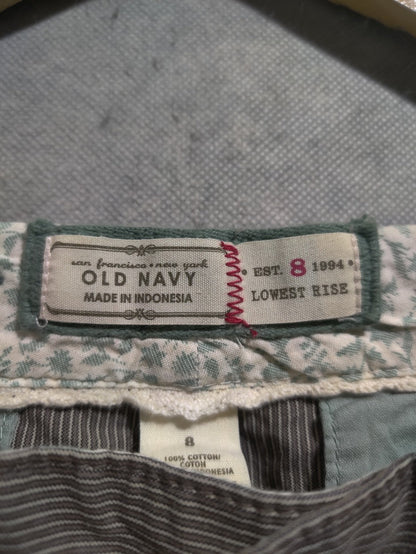 san francisco • new york
OLD NAVY
MADE IN INDONESIA
• EST. 8 1994 •
LOWEST RISE
8
100% COTTON/
COTON
INDONESIA